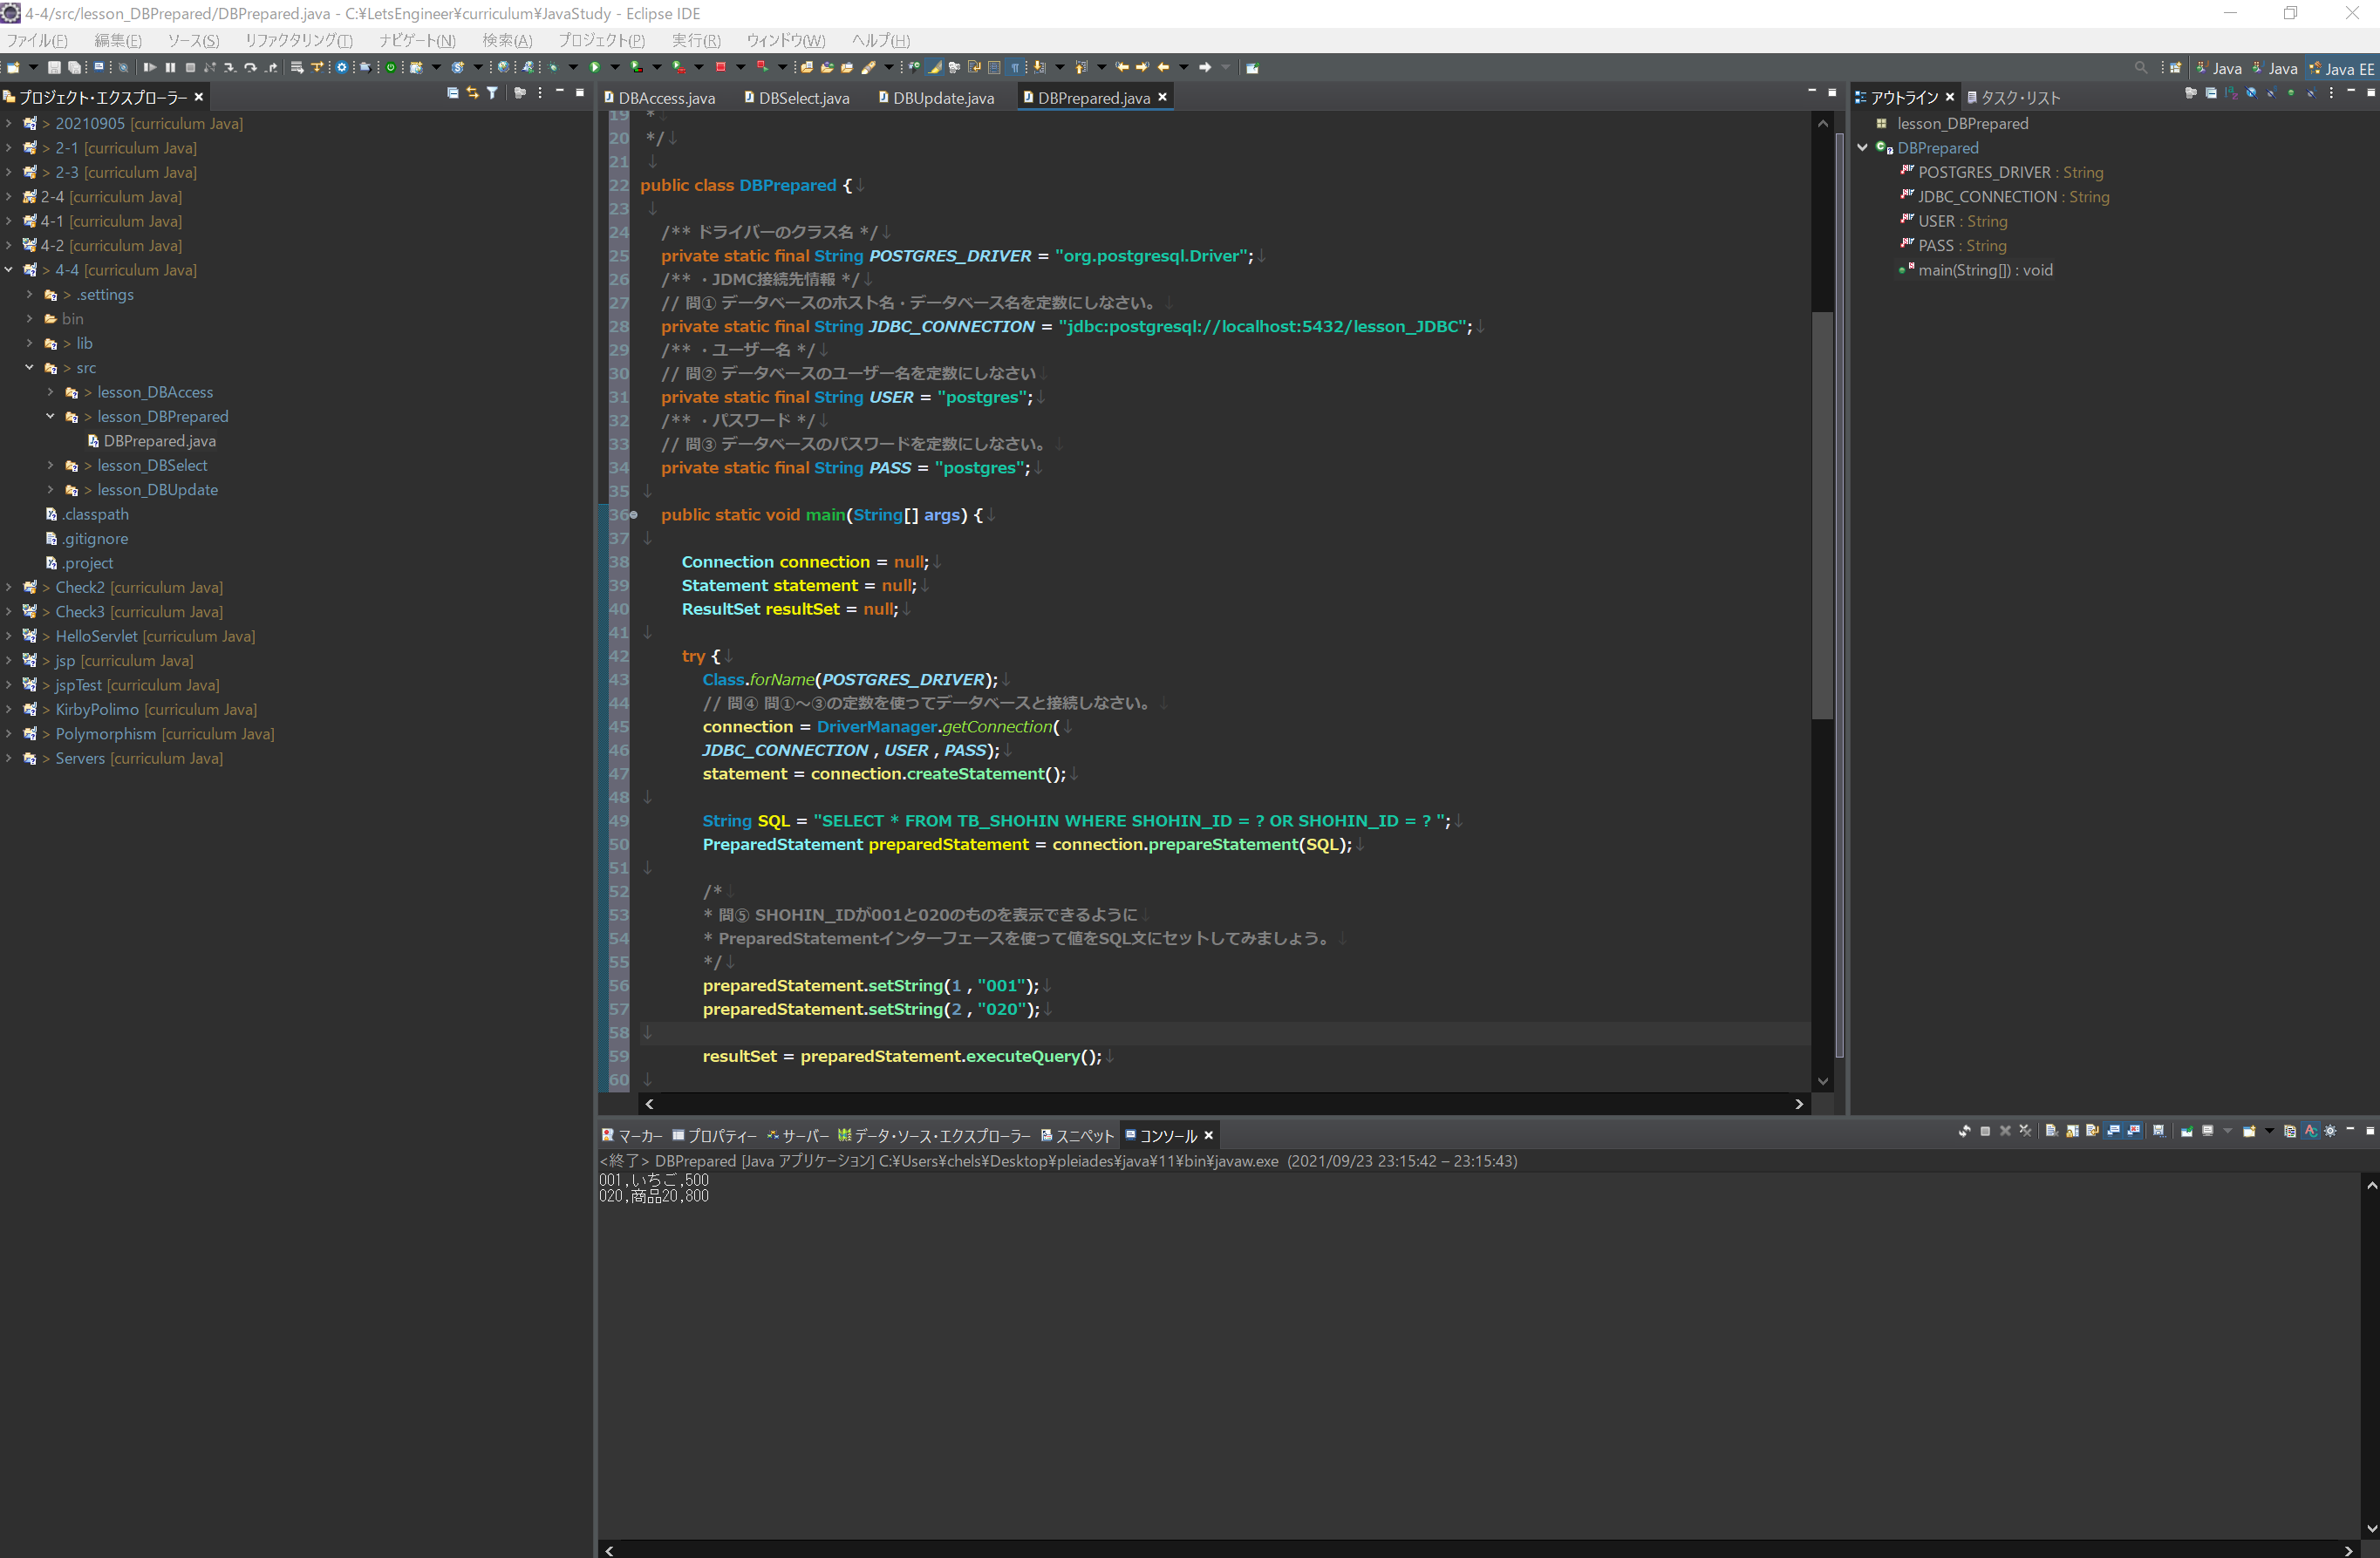 4-4/src/lesson_DBPrepared/DBPrepared.java - C:¥LetsEngineer¥curriculum¥JavaStudy - Eclipse IDE
ファイル(F) 編集(E) ソース(S) リファクタリング(T) ナビゲート(N) 検索(A) プロジェクト(P) 実行(R) ウィンドウ(W) ヘルプ(H)
Java Java Java EE
プロジェクト・エクスプローラー
> 20210905 [curriculum Java]
> 2-1 [curriculum Java]
> 2-3 [curriculum Java]
2-4 [curriculum Java]
4-1 [curriculum Java]
4-2 [curriculum Java]
> 4-4 [curriculum Java]
> .settings
bin
> lib
> src
> lesson_DBAccess
> lesson_DBPrepared
DBPrepared.java
> lesson_DBSelect
> lesson_DBUpdate
.classpath
.gitignore
.project
> Check2 [curriculum Java]
> Check3 [curriculum Java]
> HelloServlet [curriculum Java]
> jsp [curriculum Java]
> jspTest [curriculum Java]
> KirbyPolimo [curriculum Java]
> Polymorphism [curriculum Java]
> Servers [curriculum Java]
DBAccess.java DBSelect.java DBUpdate.java DBPrepared.java
19 *↓
20 */↓
21 ↓
22 public class DBPrepared {↓
23 ↓
24 /** ドライバーのクラス名 */↓
25 private static final String POSTGRES_DRIVER = "org.postgresql.Driver";↓
26 /** ・JDMC接続先情報 */↓
27 // 問① データベースのホスト名・データベース名を定数にしなさい。↓
28 private static final String JDBC_CONNECTION = "jdbc:postgresql://localhost:5432/lesson_JDBC";↓
29 /** ・ユーザー名 */↓
30 // 問② データベースのユーザー名を定数にしなさい↓
31 private static final String USER = "postgres";↓
32 /** ・パスワード */↓
33 // 問③ データベースのパスワードを定数にしなさい。↓
34 private static final String PASS = "postgres";↓
35 ↓
36 public static void main(String[] args) {↓
37 ↓
38 Connection connection = null;↓
39 Statement statement = null;↓
40 ResultSet resultSet = null;↓
41 ↓
42 try {↓
43 Class.forName(POSTGRES_DRIVER);↓
44 // 問④ 問①～③の定数を使ってデータベースと接続しなさい。↓
45 connection = DriverManager.getConnection(↓
46 JDBC_CONNECTION , USER , PASS);↓
47 statement = connection.createStatement();↓
48 ↓
49 String SQL = "SELECT * FROM TB_SHOHIN WHERE SHOHIN_ID = ? OR SHOHIN_ID = ? ";↓
50 PreparedStatement preparedStatement = connection.prepareStatement(SQL);↓
51 ↓
52 /*↓
53 * 問⑤ SHOHIN_IDが001と020のものを表示できるように↓
54 * PreparedStatementインターフェースを使って値をSQL文にセットしてみましょう。↓
55 */↓
56 preparedStatement.setString(1 , "001");↓
57 preparedStatement.setString(2 , "020");↓
58 ↓
59 resultSet = preparedStatement.executeQuery();↓
60 ↓
アウトライン タスク・リスト
lesson_DBPrepared
DBPrepared
POSTGRES_DRIVER : String
JDBC_CONNECTION : String
USER : String
PASS : String
main(String[]) : void
マーカー プロパティー サーバー データ・ソース・エクスプローラー スニペット コンソール
<終了> DBPrepared [Java アプリケーション] C:¥Users¥chels¥Desktop¥pleiades¥java¥11¥bin¥javaw.exe (2021/09/23 23:15:42 – 23:15:43)
001,いちご,500
020,商品20,800